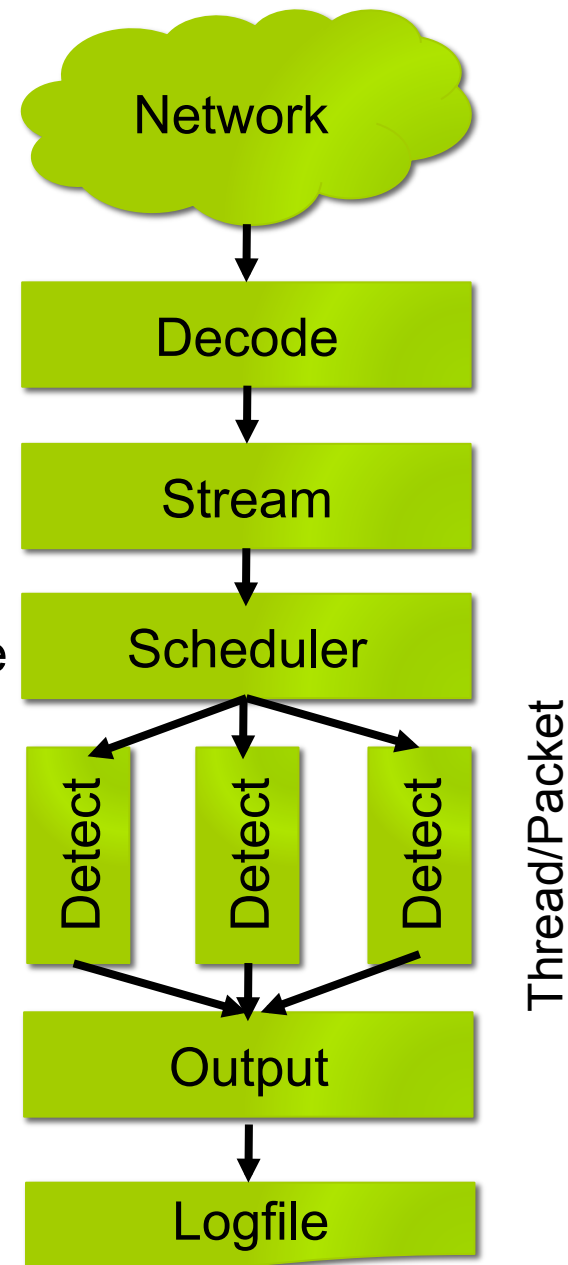 Network
Decode
Stream
e
Scheduler
Detect
Detect
Detect
Thread/Packet
Output
Logfile